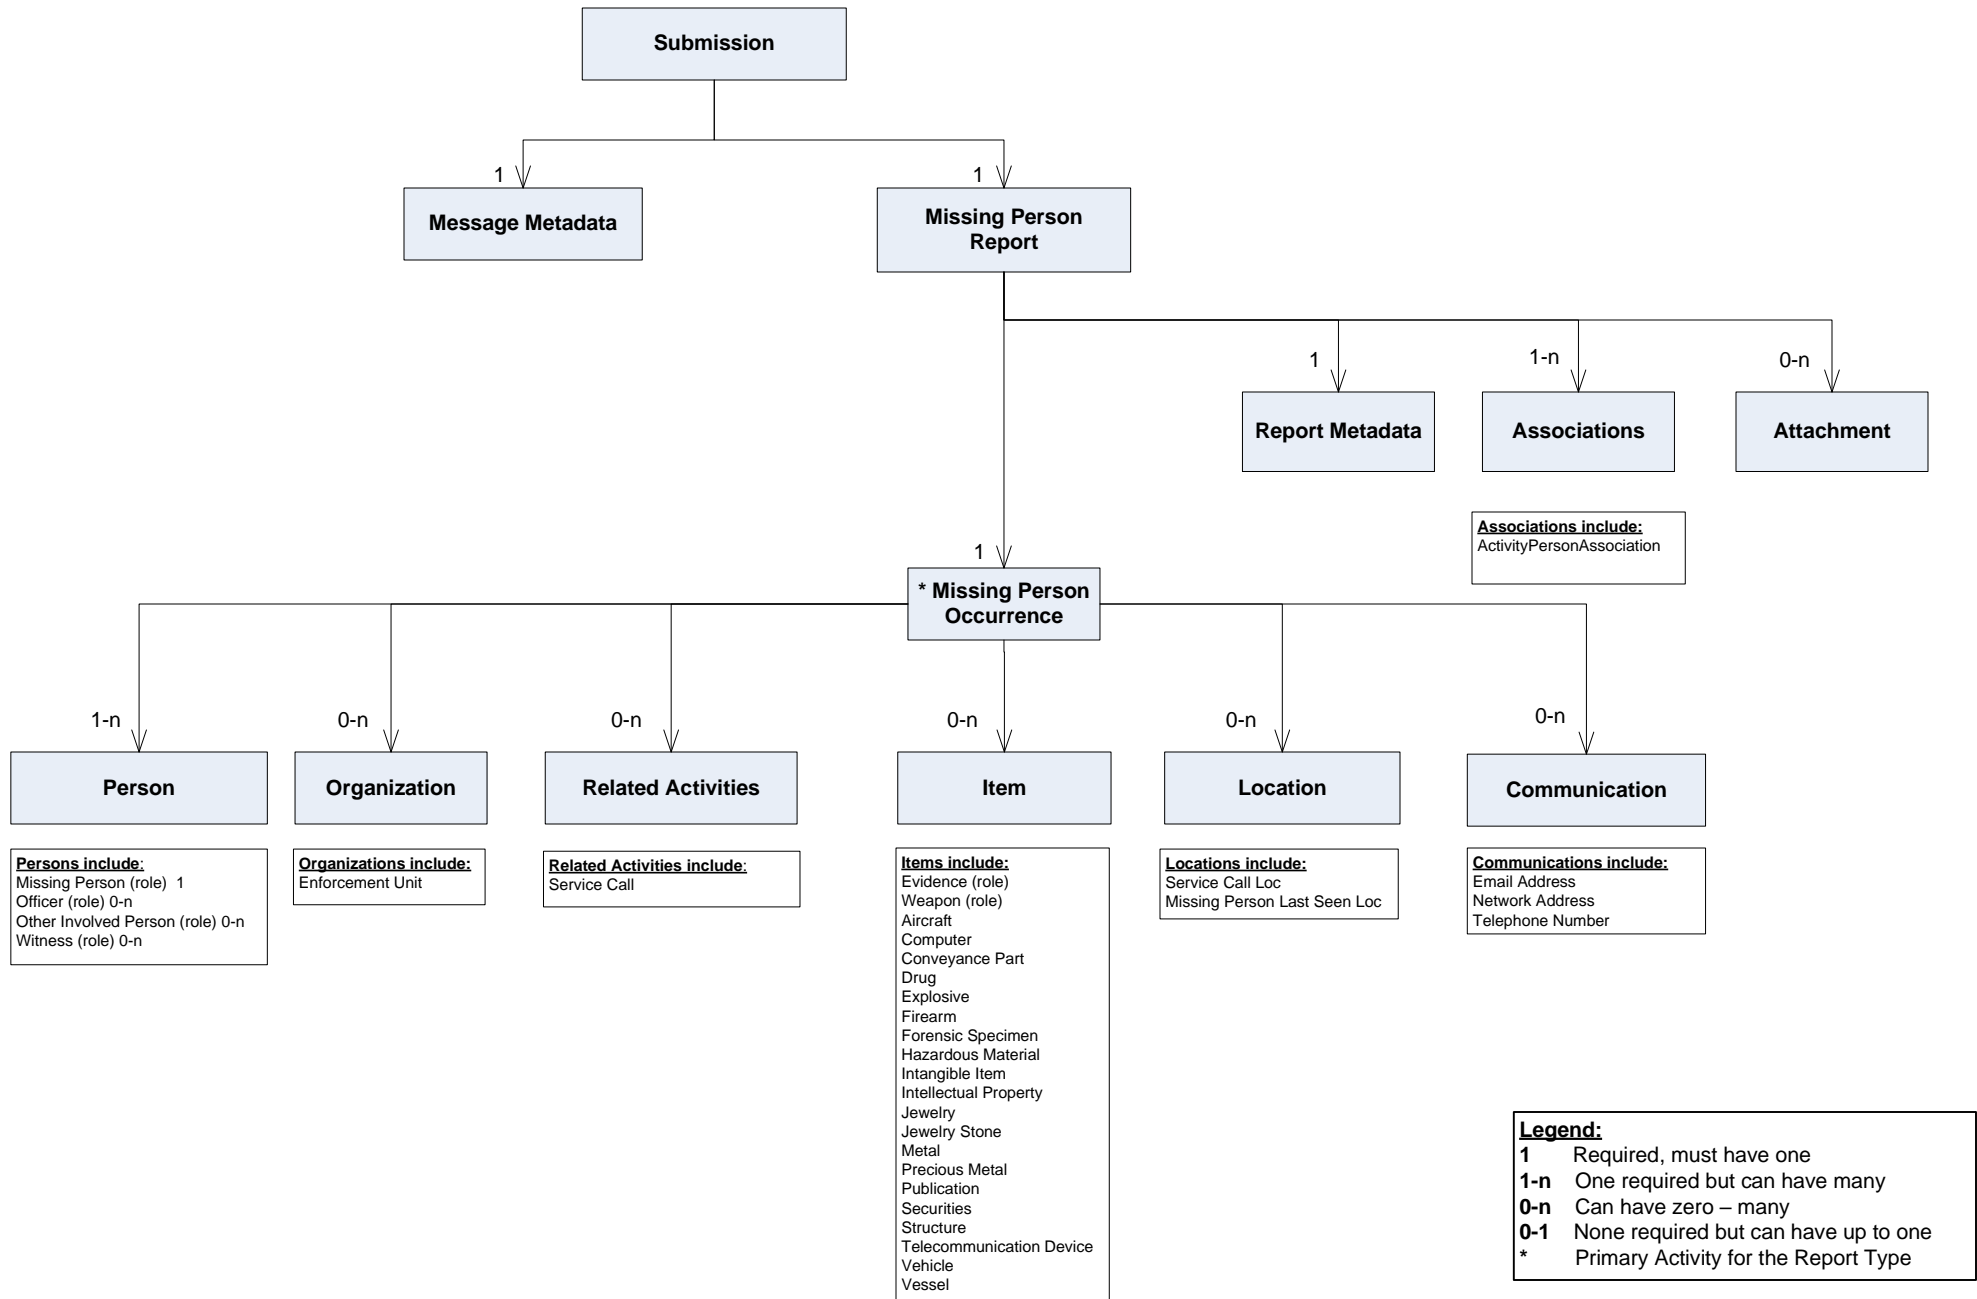 Submission
1
1
Message Metadata
Missing Person
Report
1
1-n
0-n
Report Metadata
Associations
Attachment
Associations include:
ActivityPersonAssociation
1
* Missing Person
Occurrence
1-n
0-n
0-n
0-n
0-n
0-n
Person
Organization
Related Activities
Item
Location
Communication
Persons include:
Missing Person (role)  1
Officer (role) 0-n
Other Involved Person (role) 0-n
Witness (role) 0-n
Organizations include:
Enforcement Unit
Related Activities include:
Service Call
Items include:
Evidence (role)
Weapon (role)
Aircraft
Computer
Conveyance Part
Drug
Explosive
Firearm
Forensic Specimen
Hazardous Material
Intangible Item
Intellectual Property
Jewelry
Jewelry Stone
Metal
Precious Metal
Publication
Securities
Structure
Telecommunication Device
Vehicle
Vessel
Locations include:
Service Call Loc
Missing Person Last Seen Loc
Communications include:
Email Address
Network Address
Telephone Number
Legend:
1 Required, must have one
1-n One required but can have many
0-n Can have zero – many
0-1 None required but can have up to one
* Primary Activity for the Report Type